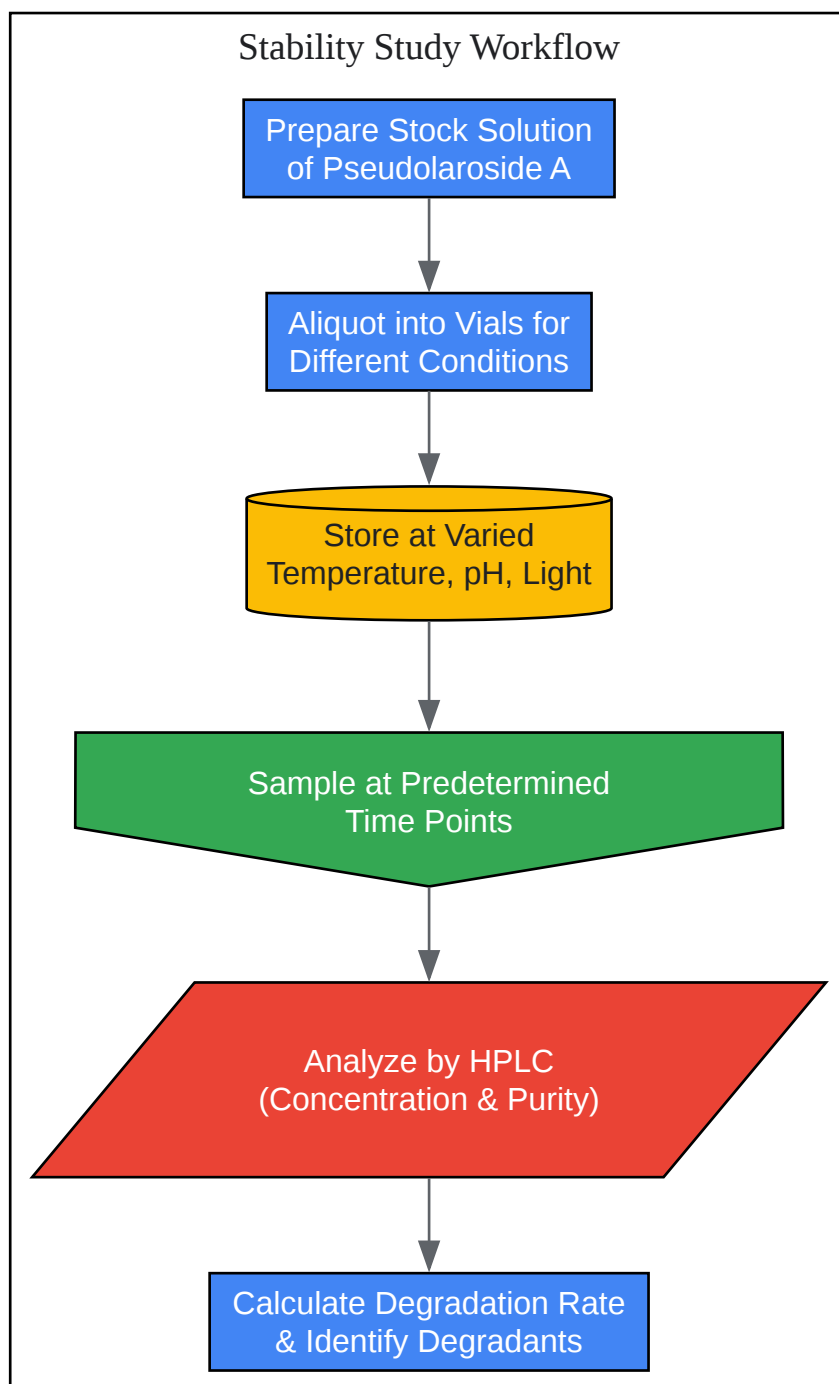 Stability Study Workflow
Prepare Stock Solution
of Pseudolaroside A
Aliquot into Vials for
Different Conditions
Store at Varied
Temperature, pH, Light
Sample at Predetermined
Time Points
Analyze by HPLC
(Concentration & Purity)
Calculate Degradation Rate
& Identify Degradants